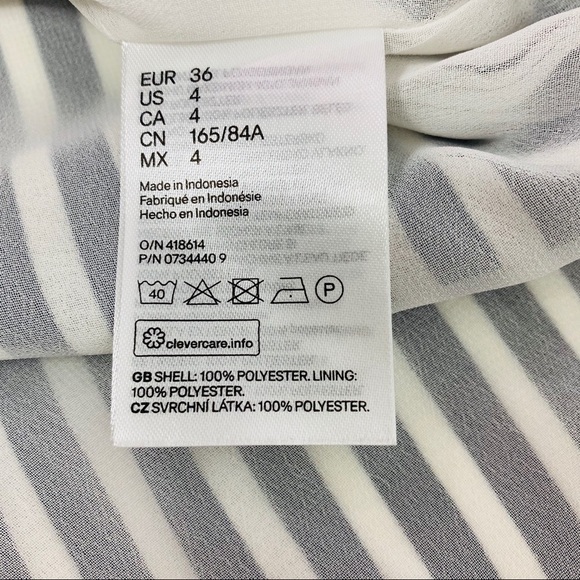 EUR 36
US 4
CA 4
CN 165/84A
MX 4
Made in Indonesia
Fabriqué en Indonésie
Hecho en Indonesia
O/N 418614
P/N 0734440 9
40 P
clevercare.info
GB SHELL: 100% POLYESTER. LINING:
100% POLYESTER.
CZ SVRCHNÍ LÁTKA: 100% POLYESTER.